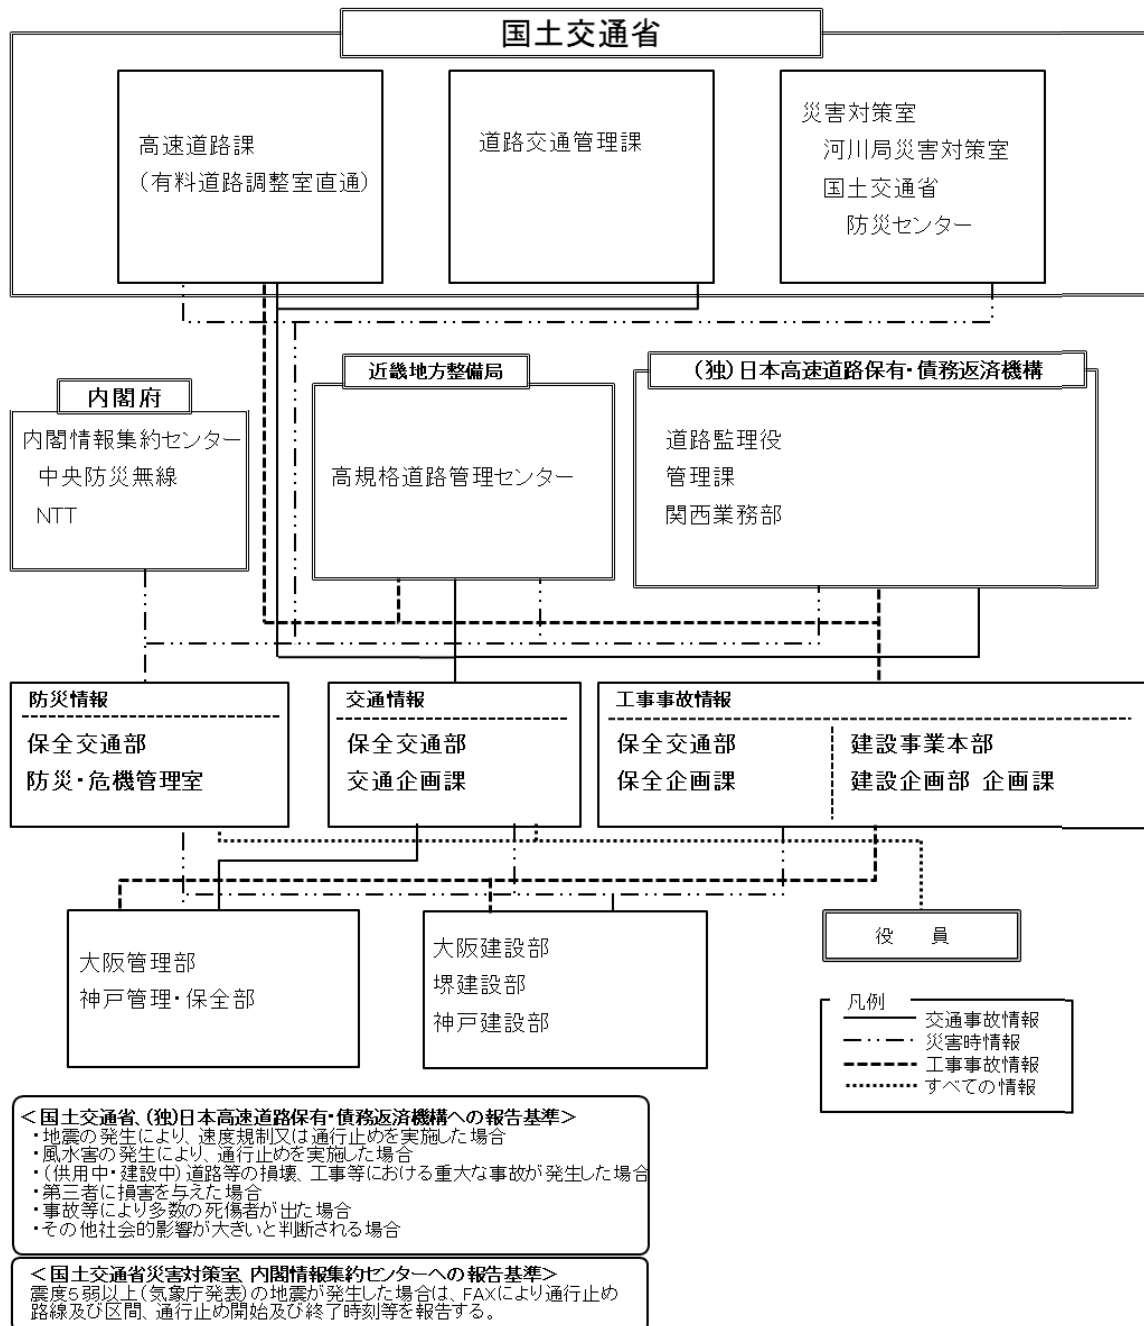 国土交通省
高速道路課
(有料道路調整室直通)
道路交通管理課
災害対策室
河川局災害対策室
国土交通省
防災センター
内閣府
内閣情報集約センター
中央防災無線
NTT
近畿地方整備局
高規格道路管理センター
(独)日本高速道路保有・債務返済機構
道路監理役
管理課
関西業務部
防災情報
保全交通部
防災・危機管理室
交通情報
保全交通部
交通企画課
工事事故情報
保全交通部
保全企画課
建設事業本部
建設企画部 企画課
大阪管理部
神戸管理・保全部
大阪建設部
堺建設部
神戸建設部
役 員
凡例
交通事故情報
災害時情報
工事事故情報
すべての情報
<国土交通省、(独)日本高速道路保有・債務返済機構への報告基準>
・地震の発生により、速度規制又は通行止めを実施した場合
・風水害の発生により、通行止めを実施した場合
・(供用中・建設中)道路等の損壊、工事等における重大な事故が発生した場合
・第三者に損害を与えた場合
・事故等により多数の死傷者が出た場合
・その他社会的影響が大きいと判断される場合
<国土交通省災害対策室、内閣情報集約センターへの報告基準>
震度5弱以上(気象庁発表)の地震が発生した場合は、FAXにより通行止め
路線及び区間、通行止め開始及び終了時刻等を報告する。